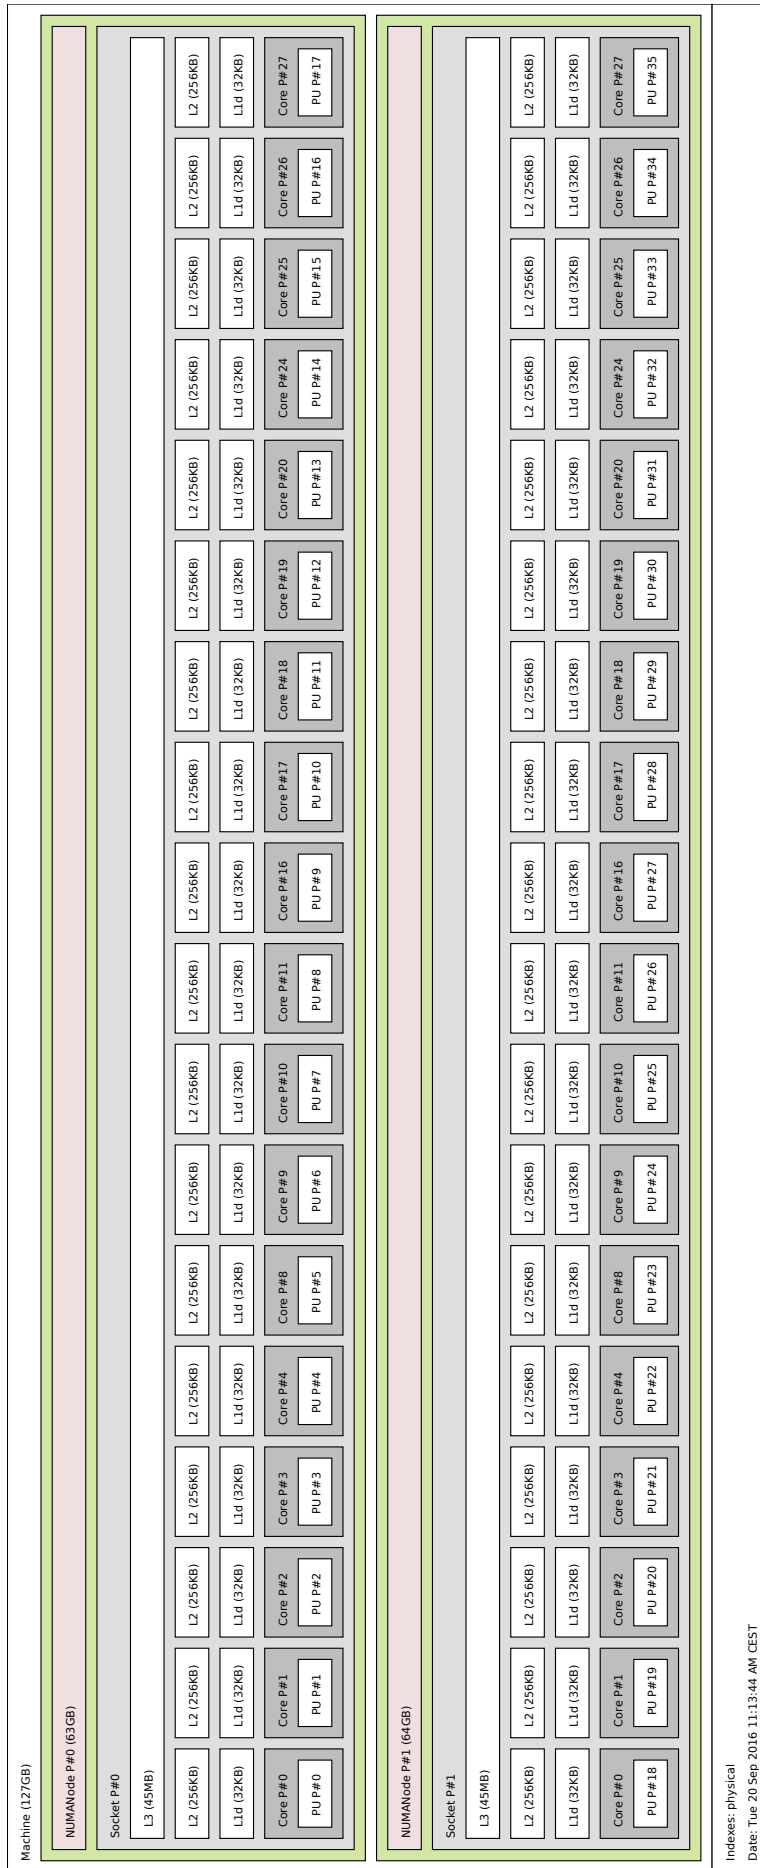 Machine (127GB)
NUMANode P#0 (63GB)
Socket P#0
L3 (45MB)
L2 (256KB) L2 (256KB) L2 (256KB) L2 (256KB) L2 (256KB) L2 (256KB) L2 (256KB) L2 (256KB) L2 (256KB) L2 (256KB) L2 (256KB) L2 (256KB) L2 (256KB) L2 (256KB) L2 (256KB) L2 (256KB) L2 (256KB) L2 (256KB)
L1d (32KB) L1d (32KB) L1d (32KB) L1d (32KB) L1d (32KB) L1d (32KB) L1d (32KB) L1d (32KB) L1d (32KB) L1d (32KB) L1d (32KB) L1d (32KB) L1d (32KB) L1d (32KB) L1d (32KB) L1d (32KB) L1d (32KB) L1d (32KB)
Core P#0 Core P#1 Core P#2 Core P#3 Core P#4 Core P#8 Core P#9 Core P#10 Core P#11 Core P#16 Core P#17 Core P#18 Core P#19 Core P#20 Core P#24 Core P#25 Core P#26 Core P#27
PU P#0 PU P#1 PU P#2 PU P#3 PU P#4 PU P#5 PU P#6 PU P#7 PU P#8 PU P#9 PU P#10 PU P#11 PU P#12 PU P#13 PU P#14 PU P#15 PU P#16 PU P#17
NUMANode P#1 (64GB)
Socket P#1
L3 (45MB)
L2 (256KB) L2 (256KB) L2 (256KB) L2 (256KB) L2 (256KB) L2 (256KB) L2 (256KB) L2 (256KB) L2 (256KB) L2 (256KB) L2 (256KB) L2 (256KB) L2 (256KB) L2 (256KB) L2 (256KB) L2 (256KB) L2 (256KB) L2 (256KB)
L1d (32KB) L1d (32KB) L1d (32KB) L1d (32KB) L1d (32KB) L1d (32KB) L1d (32KB) L1d (32KB) L1d (32KB) L1d (32KB) L1d (32KB) L1d (32KB) L1d (32KB) L1d (32KB) L1d (32KB) L1d (32KB) L1d (32KB) L1d (32KB)
Core P#0 Core P#1 Core P#2 Core P#3 Core P#4 Core P#8 Core P#9 Core P#10 Core P#11 Core P#16 Core P#17 Core P#18 Core P#19 Core P#20 Core P#24 Core P#25 Core P#26 Core P#27
PU P#18 PU P#19 PU P#20 PU P#21 PU P#22 PU P#23 PU P#24 PU P#25 PU P#26 PU P#27 PU P#28 PU P#29 PU P#30 PU P#31 PU P#32 PU P#33 PU P#34 PU P#35
Indexes: physical
Date: Tue 20 Sep 2016 11:13:44 AM CEST